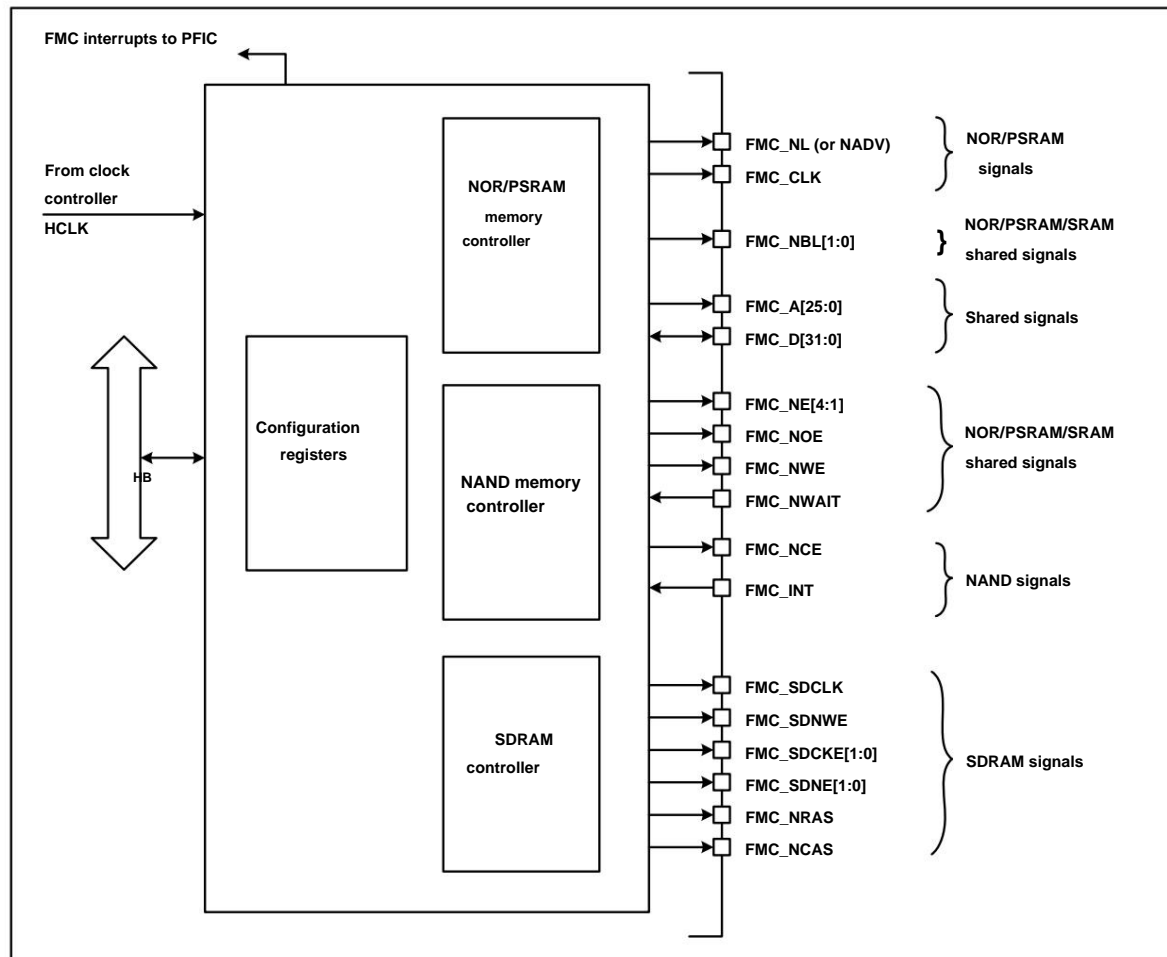 FMC interrupts to PFIC
From clock
controller
HCLK
HB
Configuration
registers
NOR/PSRAM
memory
controller
NAND memory
controller
SDRAM
controller
FMC_NL (or NADV)
FMC_CLK
NOR/PSRAM
signals
FMC_NBL[1:0]
NOR/PSRAM/SRAM
shared signals
FMC_A[25:0]
FMC_D[31:0]
Shared signals
FMC_NE[4:1]
FMC_NOE
FMC_NWE
FMC_NWAIT
NOR/PSRAM/SRAM
shared signals
FMC_NCE
FMC_INT
NAND signals
FMC_SDCLK
FMC_SDNWE
FMC_SDCKE[1:0]
FMC_SDNE[1:0]
FMC_NRAS
FMC_NCAS
SDRAM signals